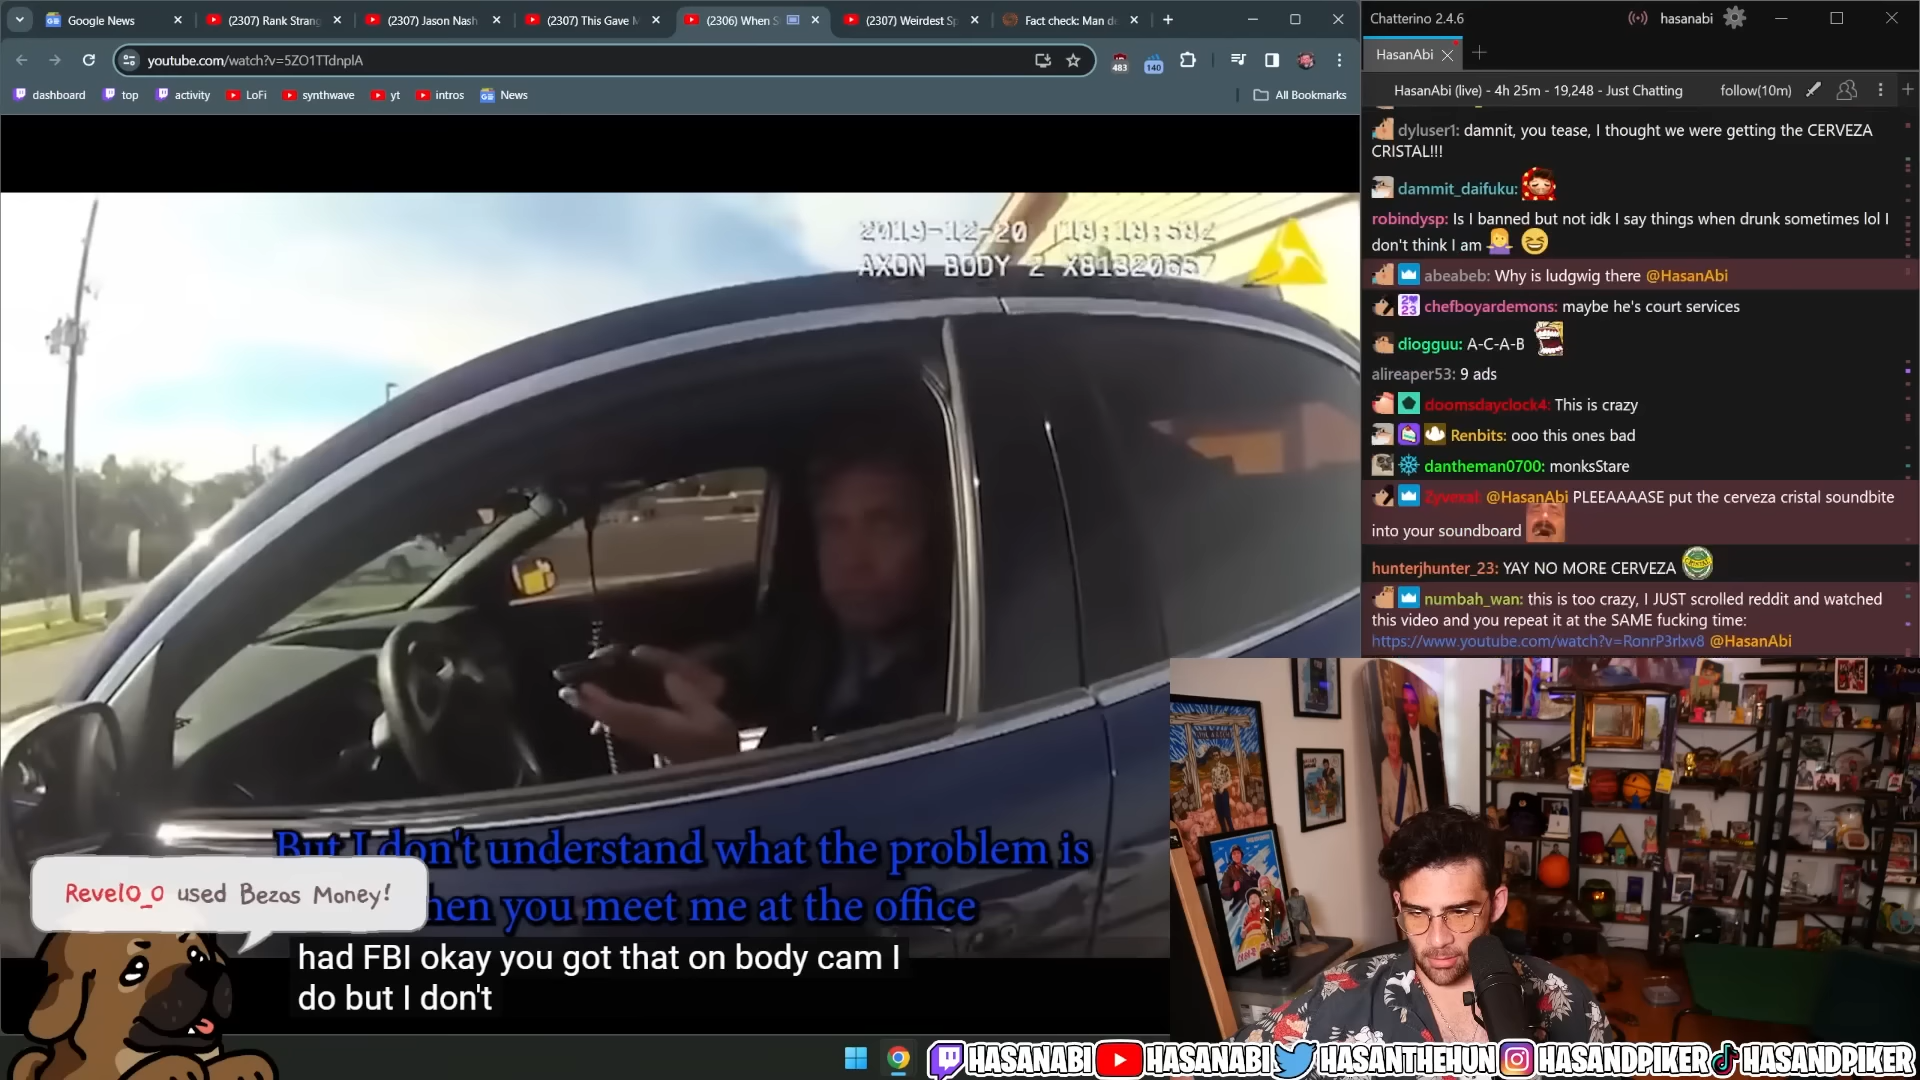 Google News
(2307) Rank Strang
(2307) Jason Nash
(2307) This Gave M
(2306) When S
(2307) Weirdest Sp
Fact check: Man d
youtube.com/watch?v=5ZO1TTdnplA
483
140
dashboard
top
activity
LoFi
synthwave
yt
intros
News
All Bookmarks
2019-12-20 T18:18:58Z
AXON BODY 2 X81320657
But I don't understand what the problem is
hen you meet me at the office
RevelO_O used Bezos Money!
had FBI okay you got that on body cam I
do but I don't
Chatterino 2.4.6
hasanabi
HasanAbi
HasanAbi (live) - 4h 25m - 19,248 - Just Chatting
follow(10m)
dyluser1: damnit, you tease, I thought we were getting the CERVEZA
CRISTAL!!!
dammit_daifuku:
robindysp: Is I banned but not idk I say things when drunk sometimes lol I
don't think I am
abeabeb: Why is ludgwig there @HasanAbi
chefboyardemons: maybe he's court services
diogguu: A-C-A-B
alireaper53: 9 ads
doomsdayclock4: This is crazy
Renbits: ooo this ones bad
dantheman0700: monksStare
Zyvexal: @HasanAbi PLEEAAAASE put the cerveza cristal soundbite
into your soundboard
hunterjhunter_23: YAY NO MORE CERVEZA
numbah_wan: this is too crazy, I JUST scrolled reddit and watched
this video and you repeat it at the SAME fucking time:
https://www.youtube.com/watch?v=RonrP3rlxv8 @HasanAbi
HASANABI
HASANABI
HASANTHEHUN
HASANDPIKER
HASANDPIKER